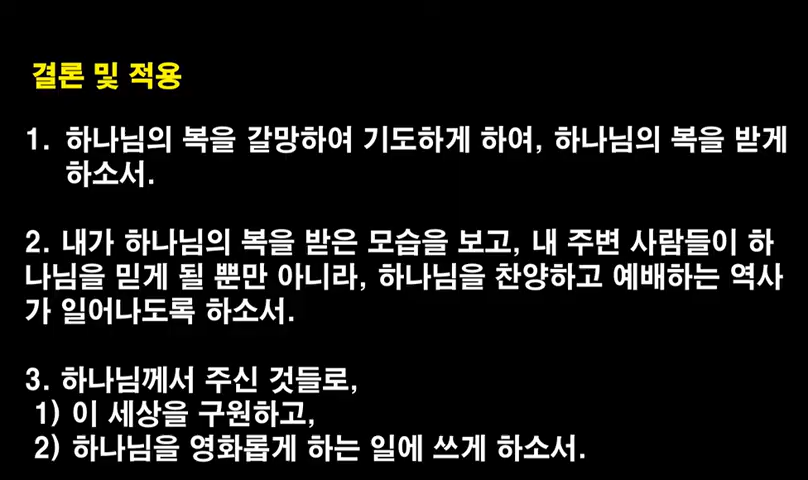 결론 및 적용
1. 하나님의 복을 갈망하여 기도하게 하여, 하나님의 복을 받게
하소서.
2. 내가 하나님의 복을 받은 모습을 보고, 내 주변 사람들이 하
나님을 믿게 될 뿐만 아니라, 하나님을 찬양하고 예배하는 역사
가 일어나도록 하소서.
3. 하나님께서 주신 것들로,
1) 이 세상을 구원하고,
2) 하나님을 영화롭게 하는 일에 쓰게 하소서.